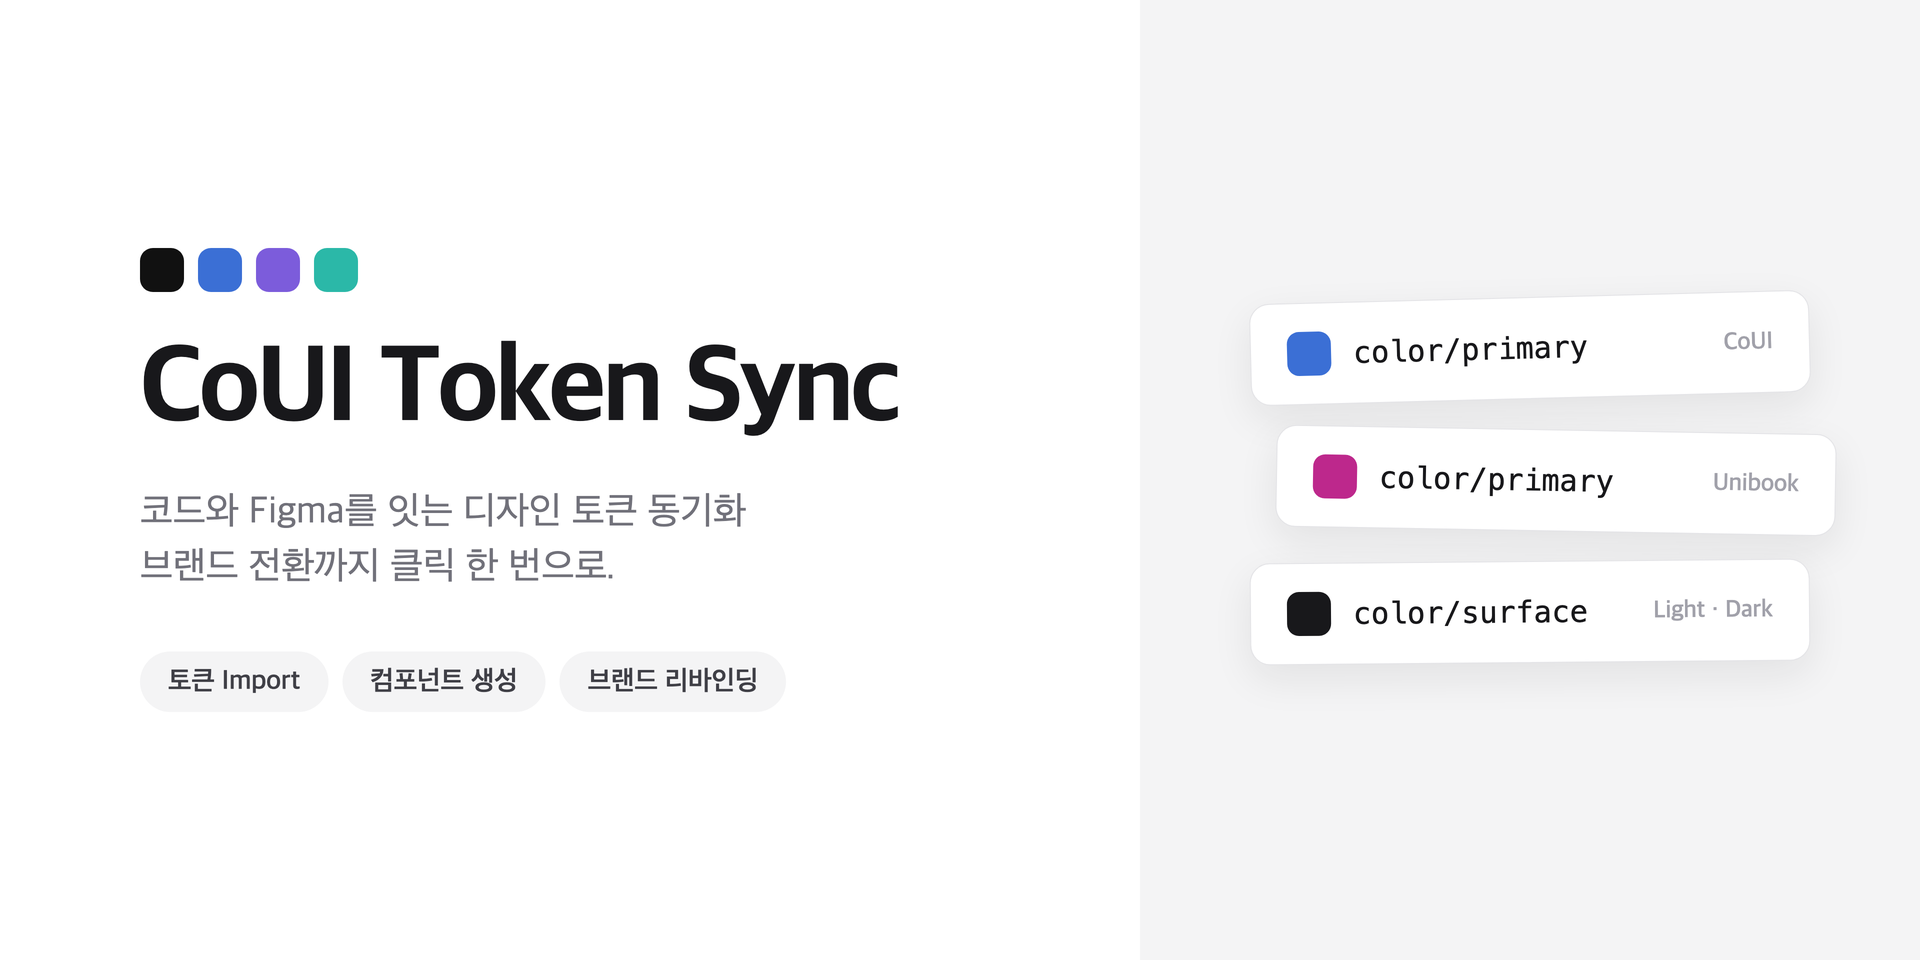 CoUI Token Sync
코드와 Figma를 잇는 디자인 토큰 동기화
브랜드 전환까지 클릭 한 번으로.
토큰 Import
컴포넌트 생성
브랜드 리바인딩
color/primary
CoUI
color/primary
Unibook
color/surface
Light · Dark